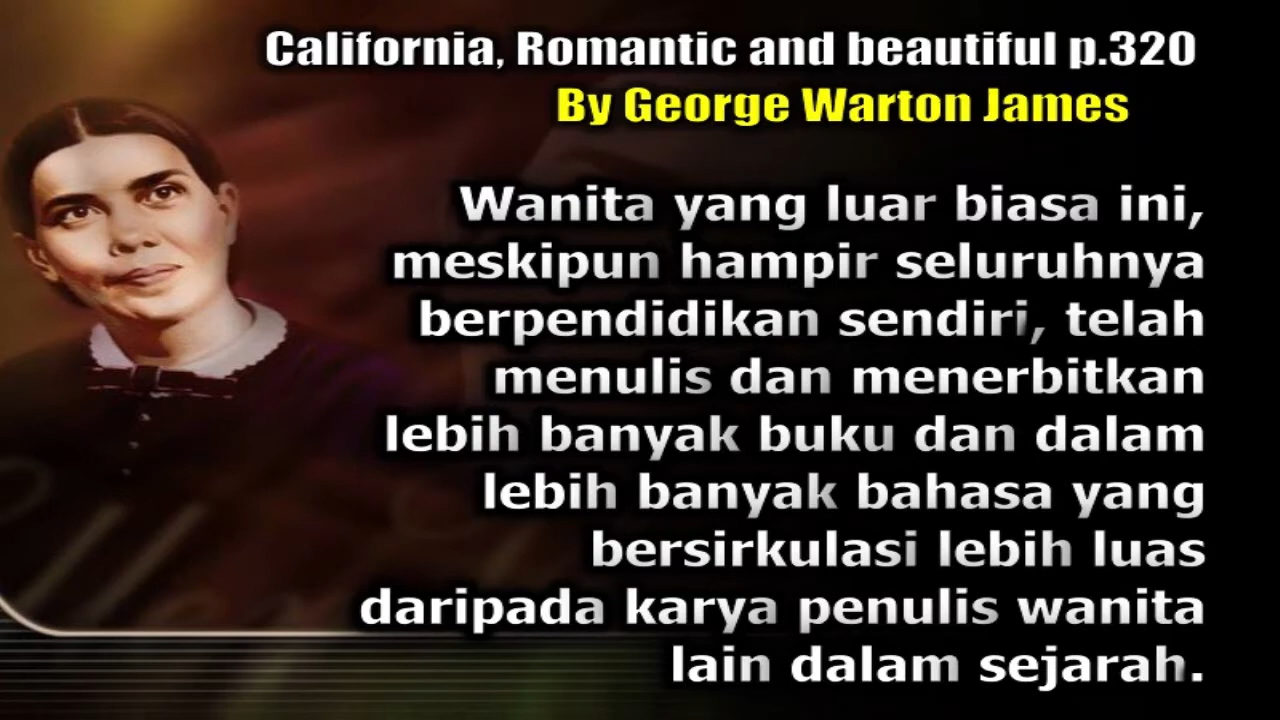 California, Romantic and beautiful p.320
By George Warton James
Wanita yang luar biasa ini,
meskipun hampir seluruhnya
berpendidikan sendiri, telah
menulis dan menerbitkan
lebih banyak buku dan dalam
lebih banyak bahasa yang
bersirkulasi lebih luas
daripada karya penulis wanita
lain dalam sejarah.